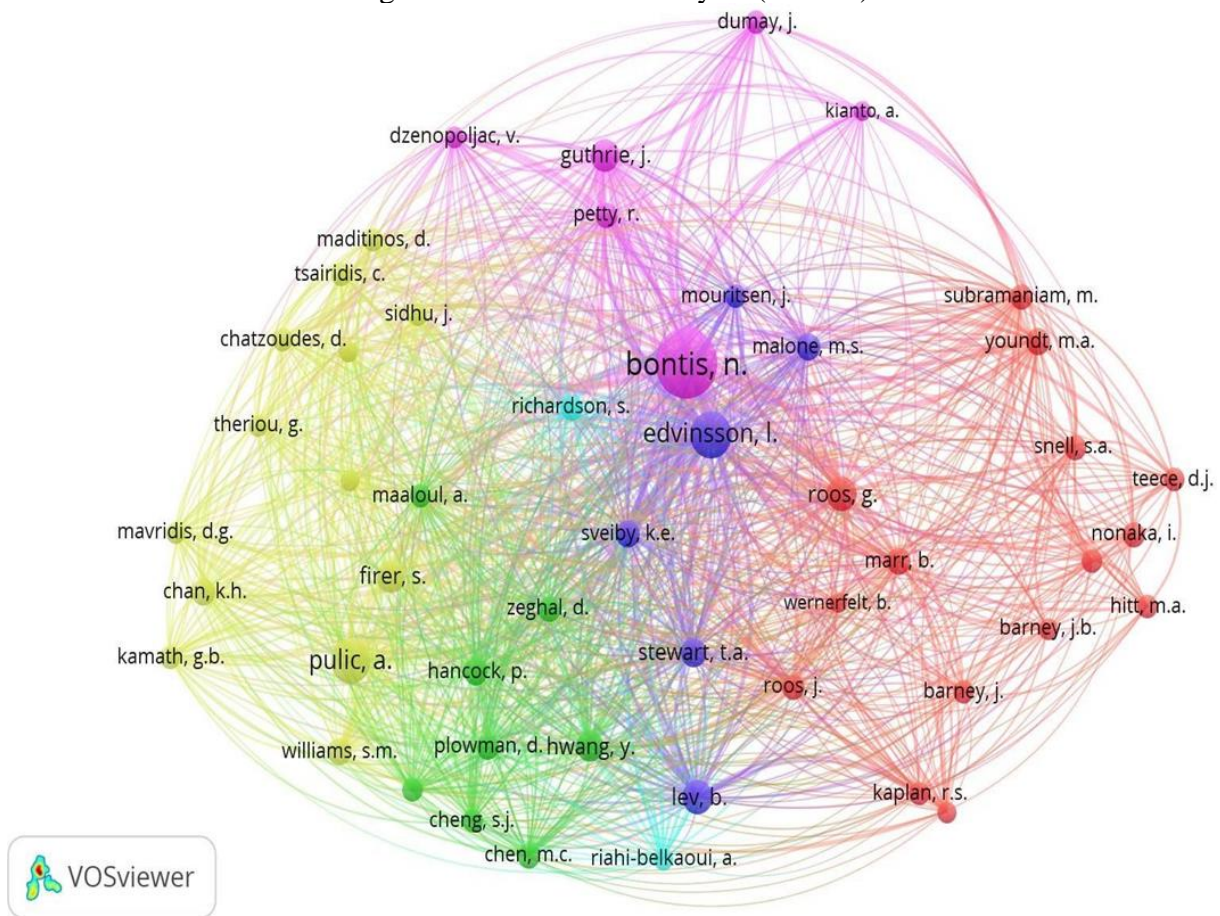 dumay, j.
kianto, a.
dzenopoljac, v.
guthrie, j.
petty, r.
maditinos, d.
tsairidis, c.
mouritsen, j.
subramaniam, m.
sidhu, j.
chatzoudes, d.
malone, m.s.
youndt, m.a.
bontis, n.
richardson, s.
theriou, g.
edvinsson, l.
snell, s.a.
teece, d.j.
maaloul, a.
roos, g.
mavridis, d.g.
sveiby, k.e.
nonaka, i.
marr, b.
firer, s.
chan, k.h.
zeghal, d.
wernerfelt, b.
hitt, m.a.
barney, j.b.
kamath, g.b.
pulic, a.
stewart, t.a.
hancock, p.
roos, j.
barney, j.
williams, s.m.
plowman, d.
hwang, y.
lev, b.
kaplan, r.s.
cheng, s.j.
chen, m.c.
riahi-belkaoui, a.
VOSviewer